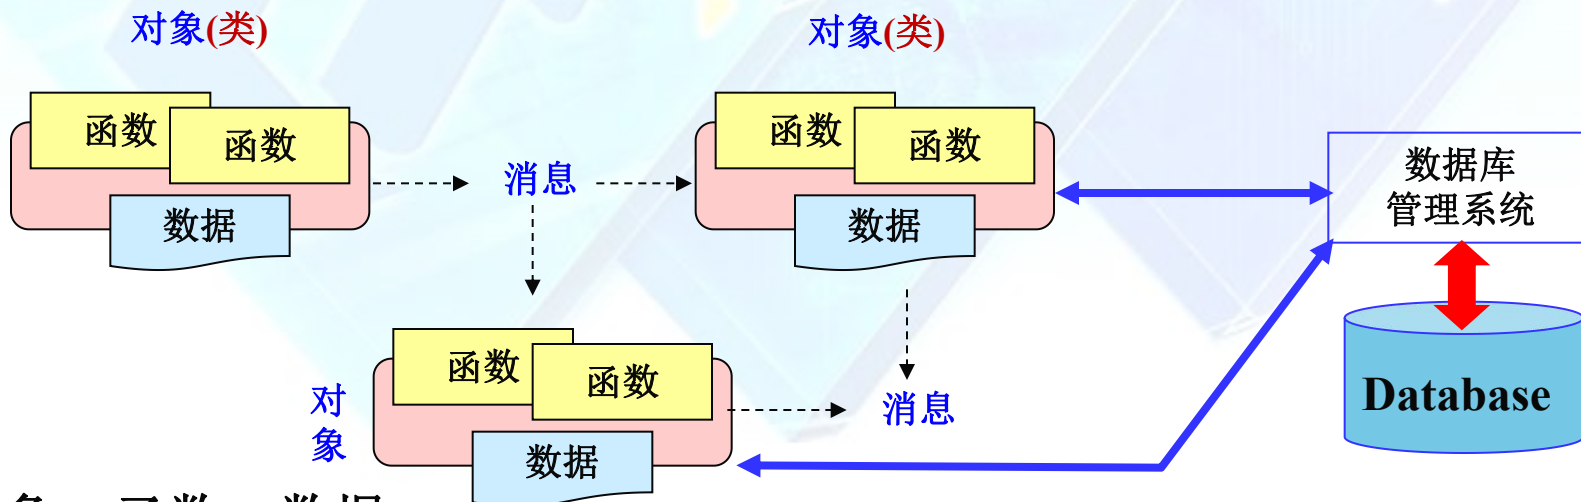 对象(类)
对象(类)
函数
函数
数据
消息
函数
函数
数据
数据库
管理系统
Database
对
象
函数
函数
数据
消息